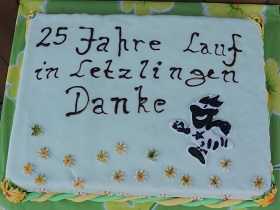 25 Jahre Lauf
in Letzlingen
Danke